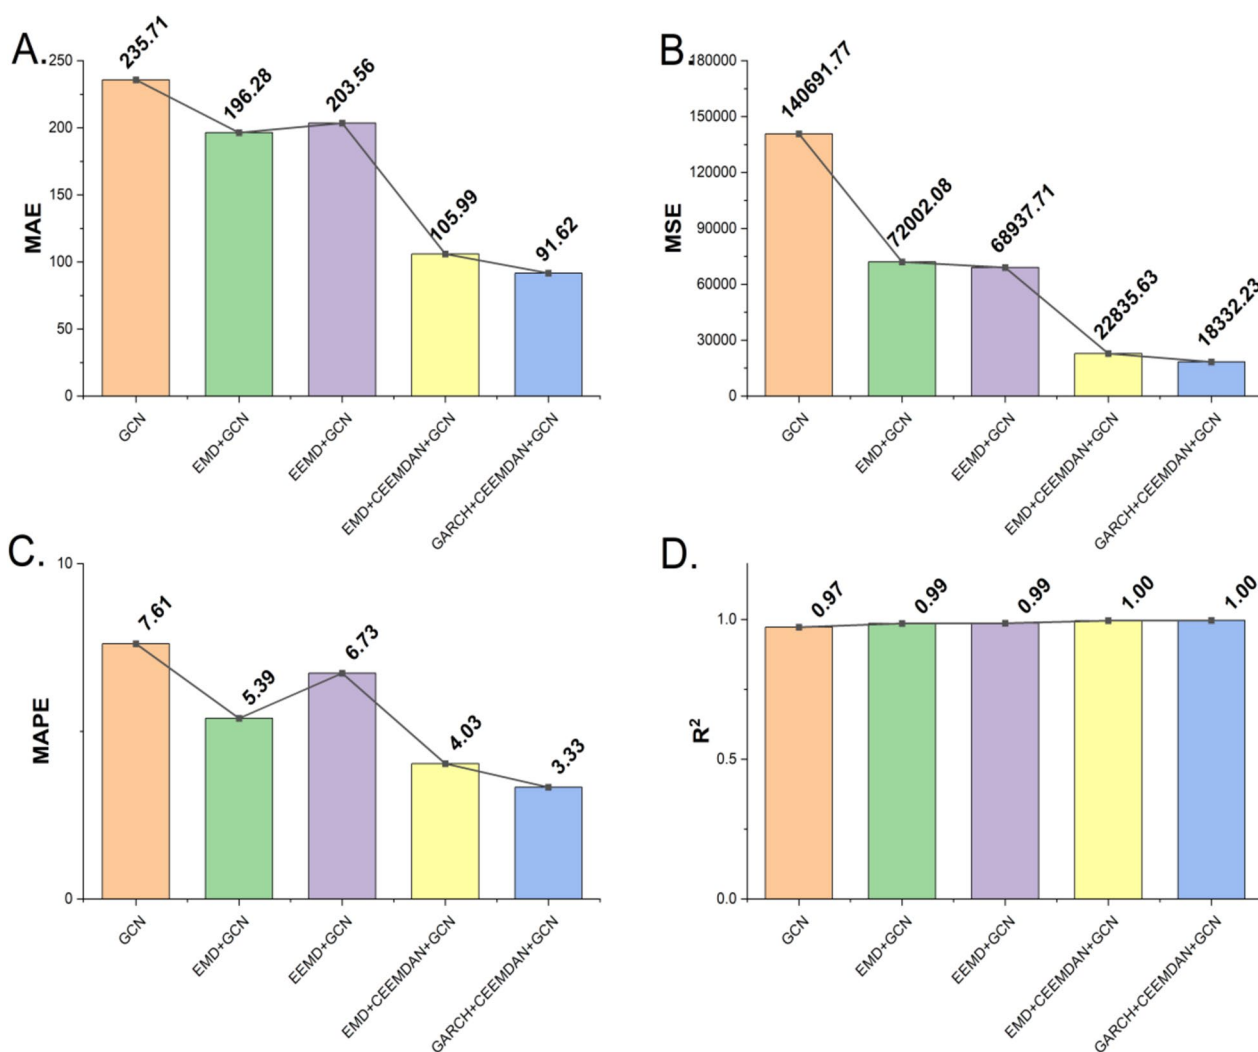 A.
MAE
250
200
150
100
50
0
235.71
196.28
203.56
105.99
91.62
GCN
EMD+GCN
EEMD+GCN
EMD+CEEMDAN+GCN
GARCH+CEEMDAN+GCN
B.
MSE
180000
150000
120000
90000
60000
30000
0
140691.77
72002.08
68937.71
22835.63
18332.23
GCN
EMD+GCN
EEMD+GCN
EMD+CEEMDAN+GCN
GARCH+CEEMDAN+GCN
C.
MAPE
10
0
7.61
5.39
6.73
4.03
3.33
GCN
EMD+GCN
EEMD+GCN
EMD+CEEMDAN+GCN
GARCH+CEEMDAN+GCN
D.
R²
1.0
0.5
0.0
0.97
0.99
0.99
1.00
1.00
GCN
EMD+GCN
EEMD+GCN
EMD+CEEMDAN+GCN
GARCH+CEEMDAN+GCN